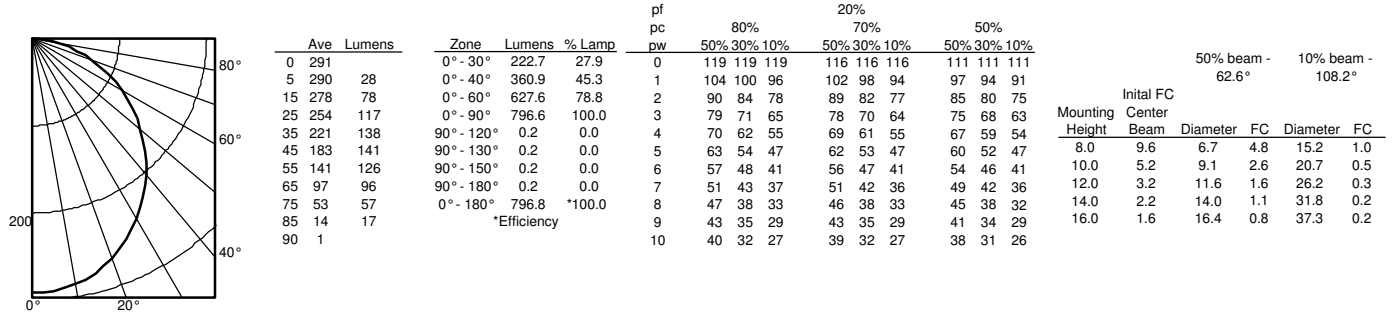 80°
60°
200
40°
0° 20°
Ave Lumens
0 291
5 290 28
15 278 78
25 254 117
35 221 138
45 183 141
55 141 126
65 97 96
75 53 57
85 14 17
90 1
Zone Lumens % Lamp
0° - 30° 222.7 27.9
0° - 40° 360.9 45.3
0° - 60° 627.6 78.8
0° - 90° 796.6 100.0
90° - 120° 0.2 0.0
90° - 130° 0.2 0.0
90° - 150° 0.2 0.0
90° - 180° 0.2 0.0
0° - 180° 796.8 *100.0
*Efficiency
pf 20%
pc 80% 70% 50%
pw 50% 30% 10% 50% 30% 10% 50% 30% 10%
0 119 119 119 116 116 116 111 111 111
1 104 100 96 102 98 94 97 94 91
2 90 84 78 89 82 77 85 80 75
3 79 71 65 78 70 64 75 68 63
4 70 62 55 69 61 55 67 59 54
5 63 54 47 62 53 47 60 52 47
6 57 48 41 56 47 41 54 46 41
7 51 43 37 51 42 36 49 42 36
8 47 38 33 46 38 33 45 38 32
9 43 35 29 43 35 29 41 34 29
10 40 32 27 39 32 27 38 31 26
50% beam - 10% beam -
62.6° 108.2°
Inital FC
Mounting Center
Height Beam Diameter FC Diameter FC
8.0 9.6 6.7 4.8 15.2 1.0
10.0 5.2 9.1 2.6 20.7 0.5
12.0 3.2 11.6 1.6 26.2 0.3
14.0 2.2 14.0 1.1 31.8 0.2
16.0 1.6 16.4 0.8 37.3 0.2